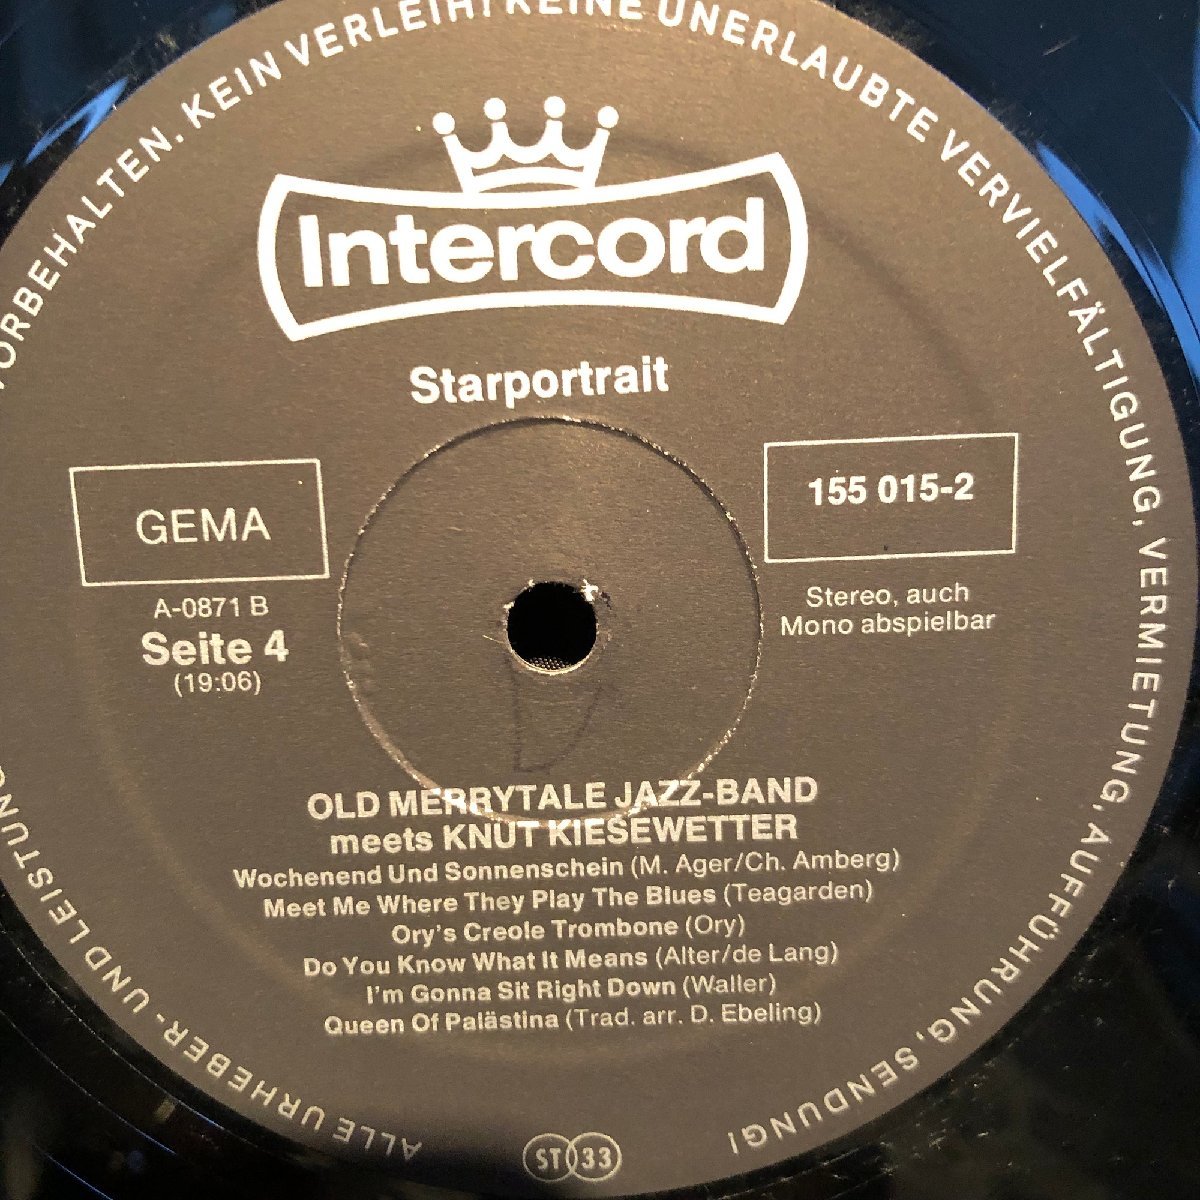 ALLE URHEBER- UND LEISTUNG
VORBEHALTEN. KEIN VERLEIH! KEINE UNERLAUBTE VERVIELFÄLTIGUNG, VERMIETUNG, AUFFÜHRUNG, SENDUNG!
Intercord
Starportrait
GEMA
155 015-2
A-0871 B
Seite 4
(19:06)
Stereo, auch
Mono abspielbar
OLD MERRYTALE JAZZ-BAND
meets KNUT KIESEWETTER
Wochenend Und Sonnenschein (M. Ager/Ch. Amberg)
Meet Me Where They Play The Blues (Teagarden)
Ory's Creole Trombone (Ory)
Do You Know What It Means (Alter/de Lang)
I'm Gonna Sit Right Down (Waller)
Queen Of Palästina (Trad. arr. D. Ebeling)
ST 33